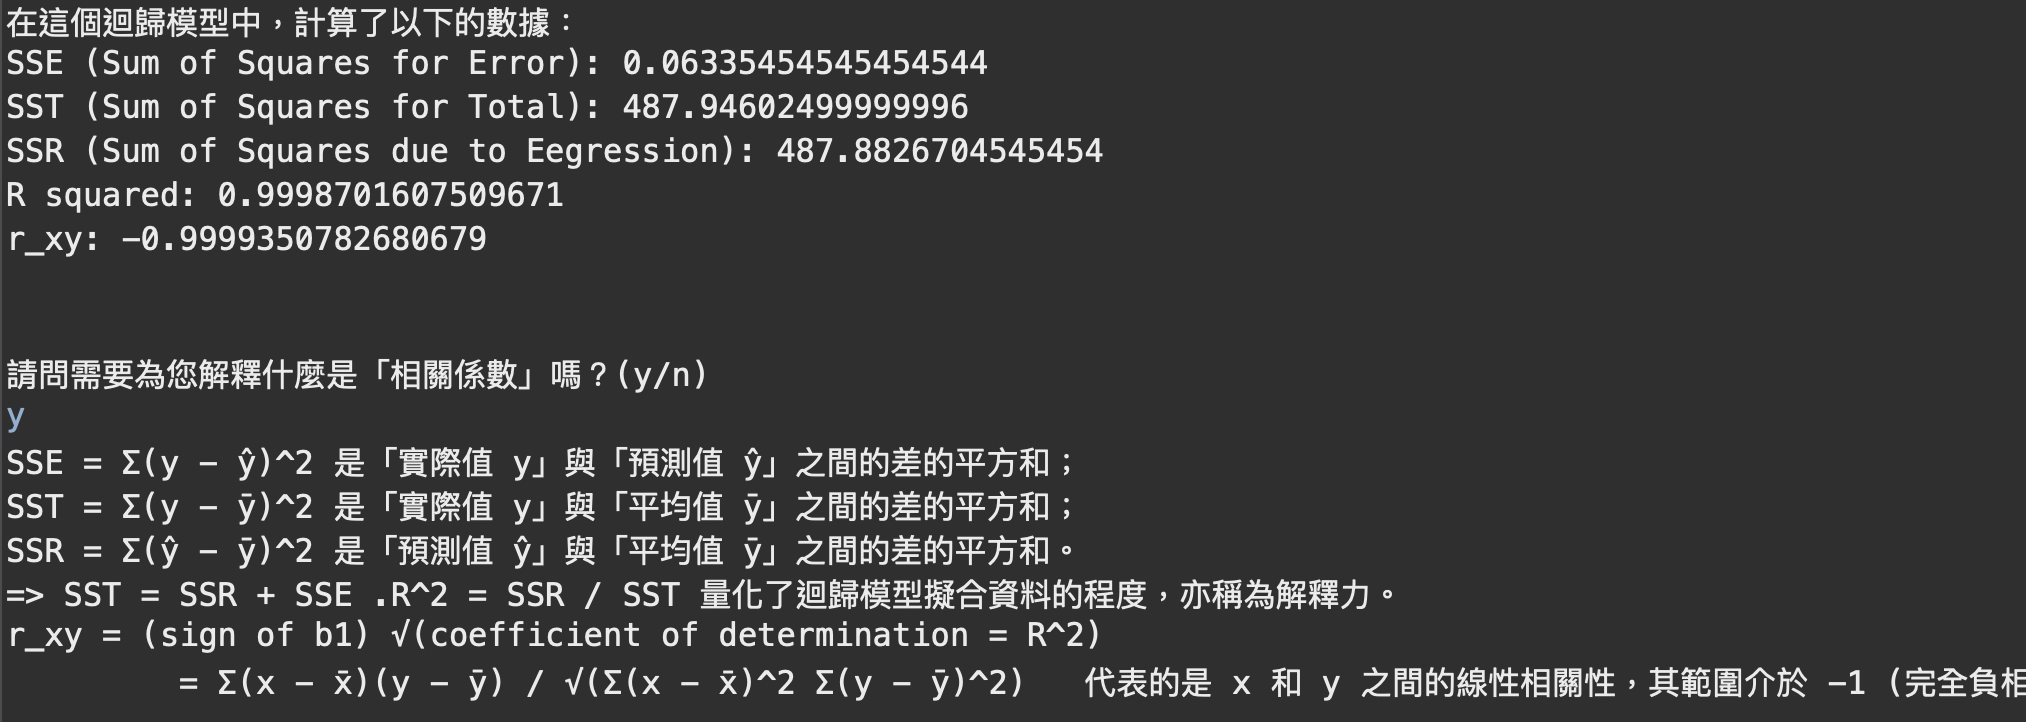 在這個迴歸模型中，計算了以下的數據：
SSE (Sum of Squares for Error): 0.06335454545454544
SST (Sum of Squares for Total): 487.94602499999996
SSR (Sum of Squares due to Eegression): 487.8826704545454
R squared: 0.9998701607509671
r_xy: -0.9999350782680679
請問需要為您解釋什麼是「相關係數」嗎？(y/n)
y
SSE = Σ(y - ŷ)^2 是「實際值 y」與「預測值 ŷ」之間的差的平方和；
SST = Σ(y - ȳ)^2 是「實際值 y」與「平均值 ȳ」之間的差的平方和；
SSR = Σ(ŷ - ȳ)^2 是「預測值 ŷ」與「平均值 ȳ」之間的差的平方和。
=> SST = SSR + SSE .R^2 = SSR / SST 量化了迴歸模型擬合資料的程度，亦稱為解釋力。
r_xy = (sign of b1) √(coefficient of determination = R^2)
= Σ(x - x̄)(y - ȳ) / √(Σ(x - x̄)^2 Σ(y - ȳ)^2) 代表的是 x 和 y 之間的線性相關性，其範圍介於 -1 (完全負相